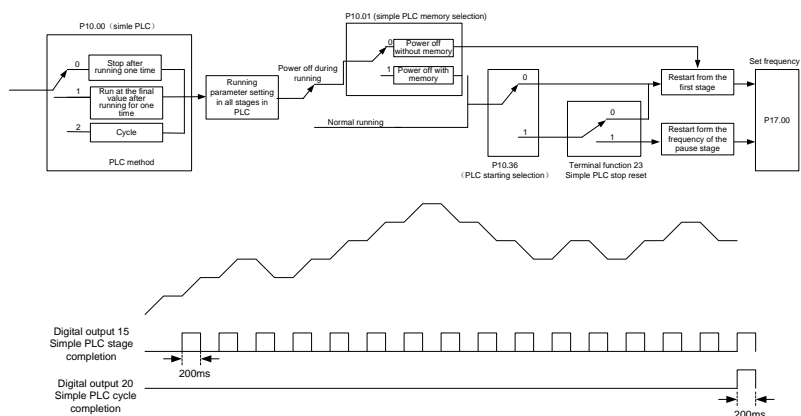 P10.00 (simle PLC)
0
Stop after
running one time
1
Run at the final
value after
running for one
time
2
Cycle
PLC method
Running
parameter setting
in all stages in
PLC
Power off during
running
P10.01 (simple PLC memory selection)
0
Power off
without memory
1
Power off with
memory
Normal running
0
1
P10.36
(PLC starting selection)
0
1
Terminal function 23
Simple PLC stop reset
Restart from the
first stage
Restart form the
frequency of the
pause stage
Set frequency
P17.00
Digital output 15
Simple PLC stage
completion
200ms
Digital output 20
Simple PLC cycle
completion
200ms